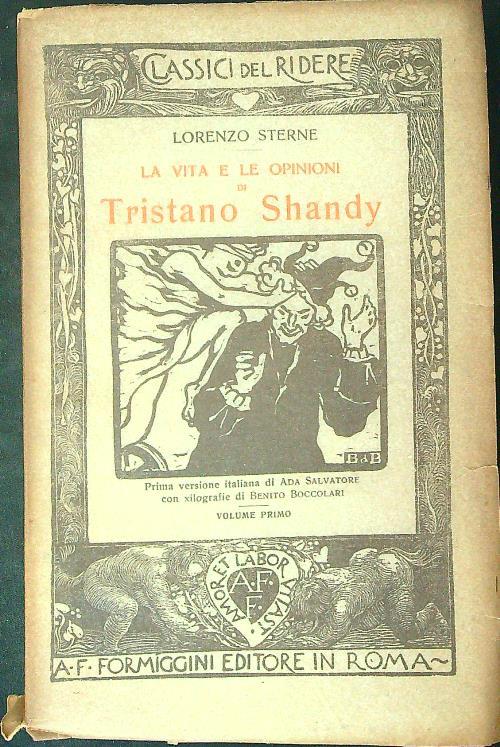 CLASSICI DEL RIDERE
LORENZO STERNE
LA VITA E LE OPINIONI
DI
Tristano Shandy
BdB
Prima versione italiana di ADA SALVATORE
con xilografie di BENITO BOCCOLARI
VOLUME PRIMO
AMOR ET LABOR VITAST
A. F.
F.
A. F. FORMIGGINI EDITORE IN ROMA